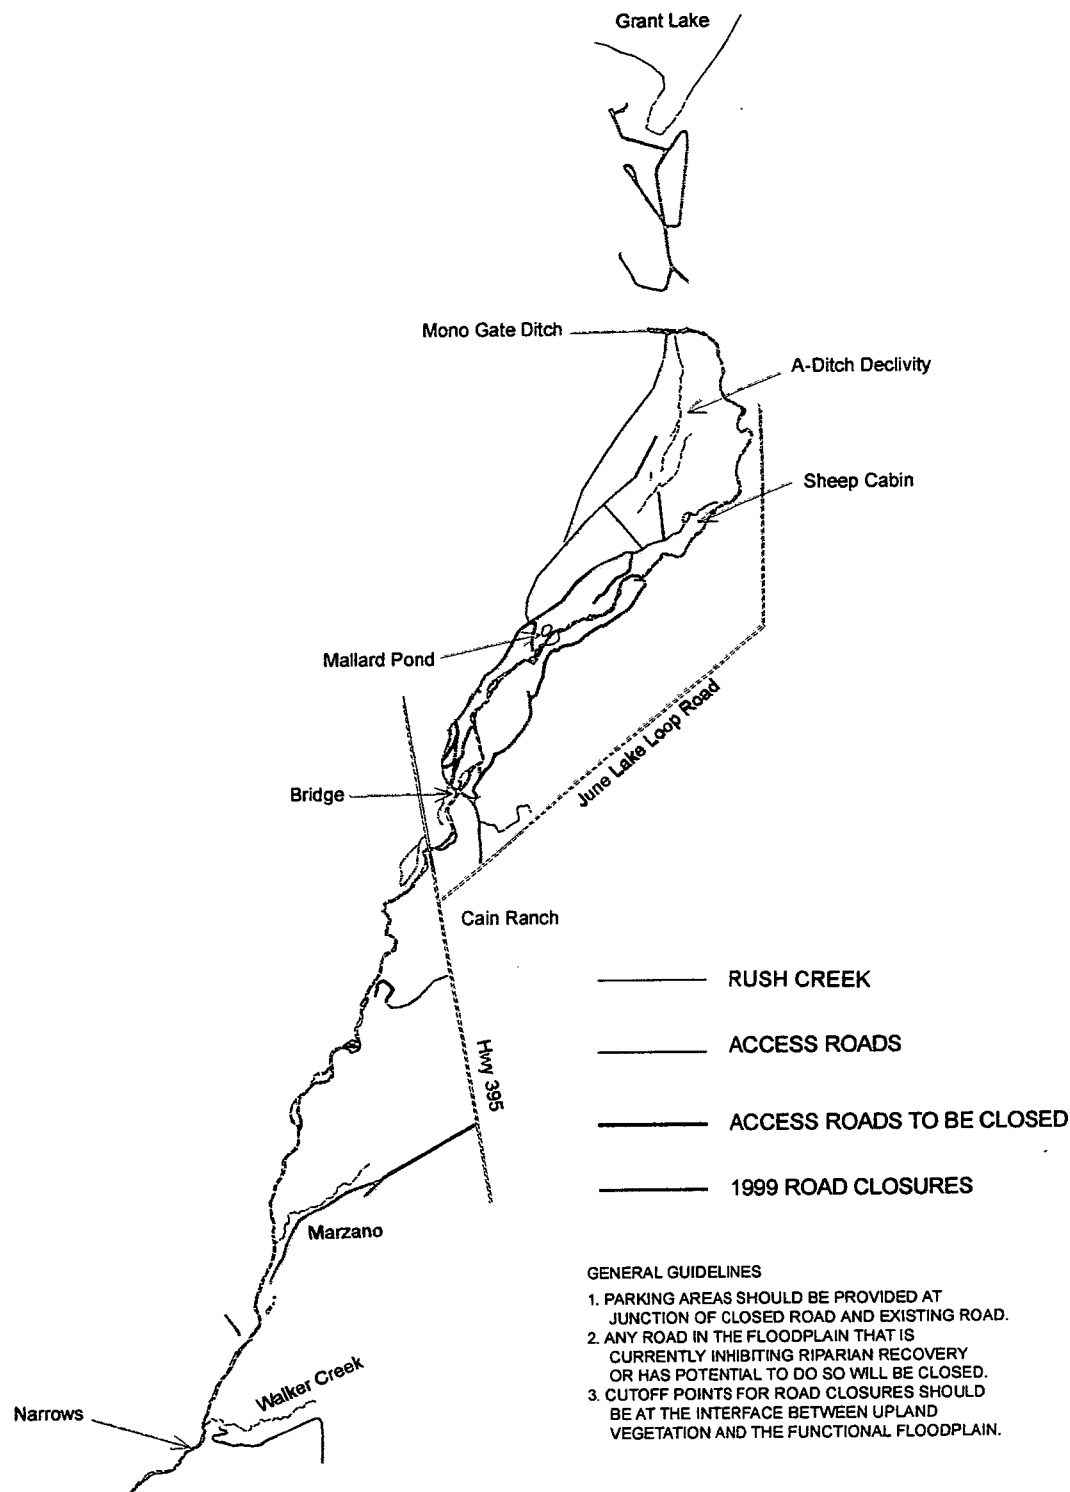 Grant Lake
Mono Gate Ditch
A-Ditch Declivity
Sheep Cabin
Mallard Pond
June Lake Loop Road
Bridge
Cain Ranch
RUSH CREEK
Hwy 395
ACCESS ROADS
ACCESS ROADS TO BE CLOSED
1999 ROAD CLOSURES
Marzano
GENERAL GUIDELINES
1. PARKING AREAS SHOULD BE PROVIDED AT
JUNCTION OF CLOSED ROAD AND EXISTING ROAD.
2. ANY ROAD IN THE FLOODPLAIN THAT IS
CURRENTLY INHIBITING RIPARIAN RECOVERY
OR HAS POTENTIAL TO DO SO WILL BE CLOSED.
3. CUTOFF POINTS FOR ROAD CLOSURES SHOULD
BE AT THE INTERFACE BETWEEN UPLAND
VEGETATION AND THE FUNCTIONAL FLOODPLAIN.
Walker Creek
Narrows